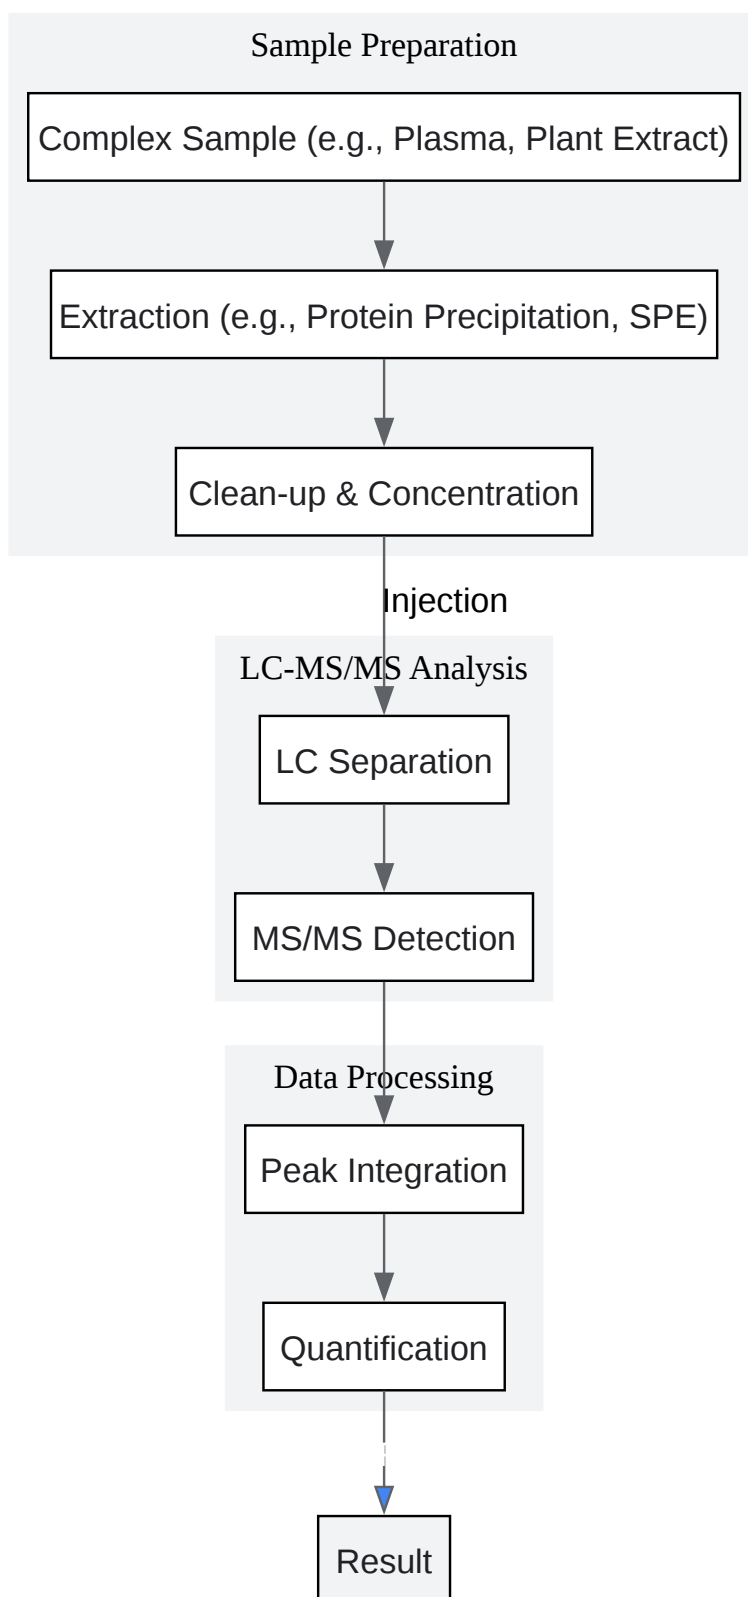 Sample Preparation
Complex Sample (e.g., Plasma, Plant Extract)
Extraction (e.g., Protein Precipitation, SPE)
Clean-up & Concentration
Injection
LC-MS/MS Analysis
LC Separation
MS/MS Detection
Data Processing
Peak Integration
Quantification
Result